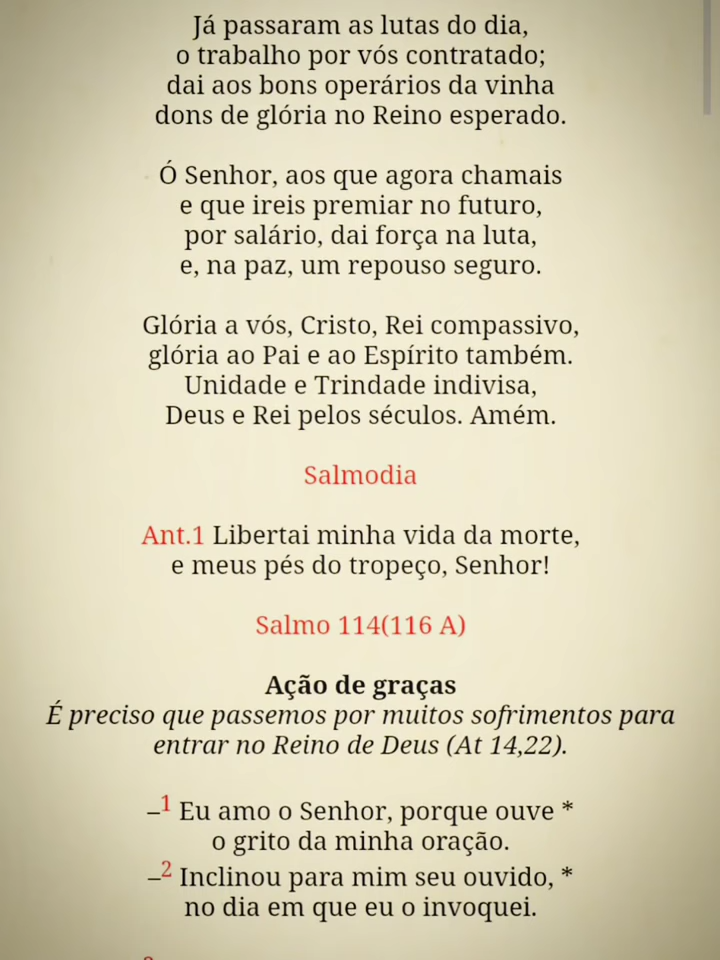 Já passaram as lutas do dia,
o trabalho por vós contratado;
dai aos bons operários da vinha
dons de glória no Reino esperado.
Ó Senhor, aos que agora chamais
e que ireis premiar no futuro,
por salário, dai força na luta,
e, na paz, um repouso seguro.
Glória a vós, Cristo, Rei compassivo,
glória ao Pai e ao Espírito também.
Unidade e Trindade indivisa,
Deus e Rei pelos séculos. Amém.
Salmodia
Ant.1 Libertai minha vida da morte,
e meus pés do tropeço, Senhor!
Salmo 114(116 A)
Ação de graças
É preciso que passemos por muitos sofrimentos para
entrar no Reino de Deus (At 14,22).
–1 Eu amo o Senhor, porque ouve *
o grito da minha oração.
–2 Inclinou para mim seu ouvido, *
no dia em que eu o invoquei.